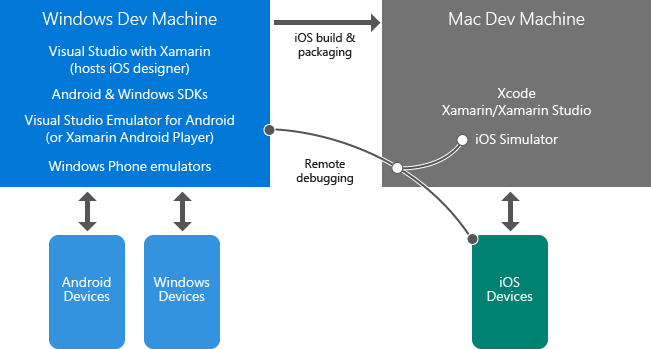 Windows Dev Machine
Visual Studio with Xamarin
(hosts iOS designer)
Android & Windows SDKs
Visual Studio Emulator for Android
(or Xamarin Android Player)
Windows Phone emulators
iOS build &
packaging
Remote
debugging
Mac Dev Machine
Xcode
Xamarin/Xamarin Studio
iOS Simulator
Android
Devices
Windows
Devices
iOS
Devices